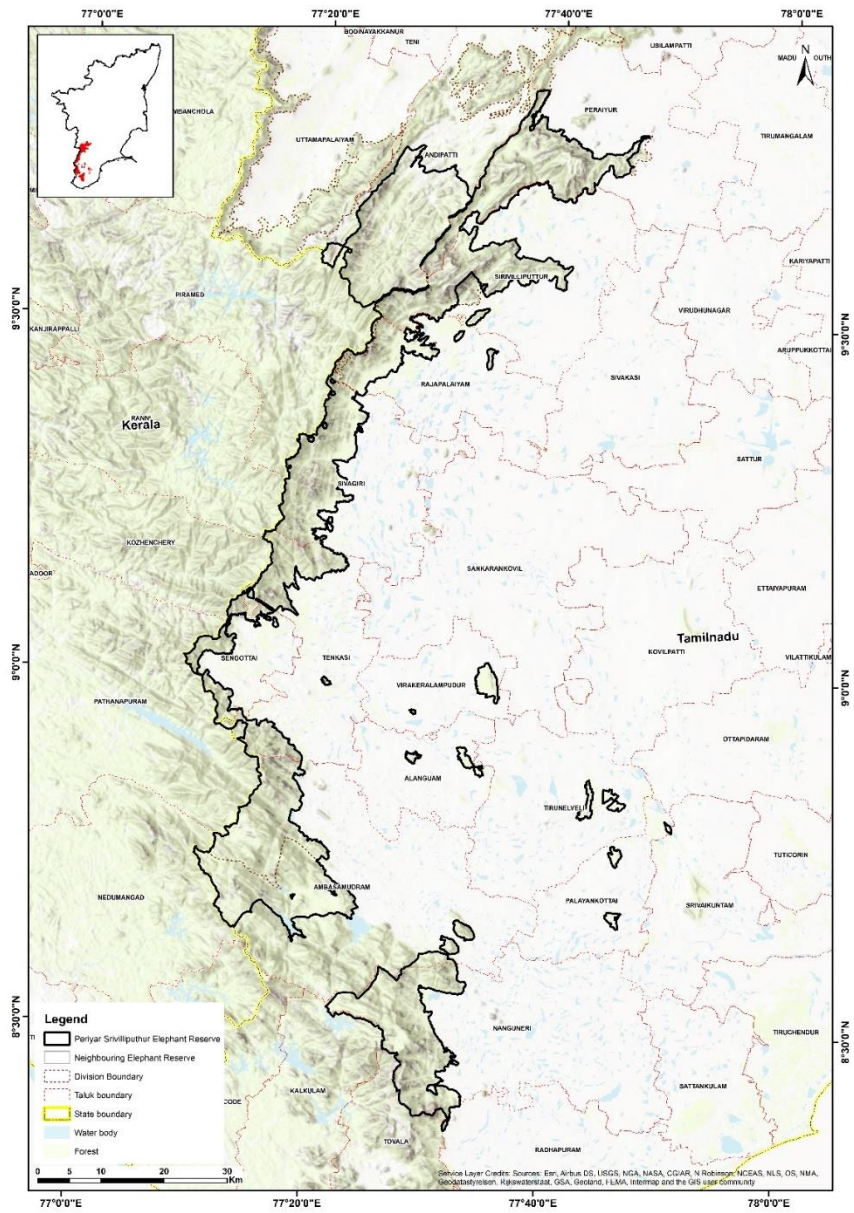 77°0'0"E
77°20'0"E
77°40'0"E
78°0'0"E
BODINAYAKKANUR
TENI
USILAMPATTI
N
PERAIYUR
TIRUMANGALAM
UTTAMAPALAIYAM
ANDIPATTI
KARIYAPATTI
SIRIVILLIPUTTUR
PIRAMED
9°30'0"N
KANJIRAPPALLI
VIRUDHUNAGAR
9°30'0"N
ARUPPUKKOTTAI
RAJAPALAIYAM
SIVAKASI
RANNI
Kerala
SATTUR
SIVAGIRI
KOZHENCHERY
SANKARANKOVIL
ADOOR
ETTAIYAPURAM
Tamilnadu
KOVILPATTI
VILATTIKULAM
SENGOTTAI
TENKASI
9°0'0"N
VIRAKERALAMPUDUR
9°0'0"N
PATHANAPURAM
OTTAPIDARAM
ALANGUAM
TIRUNELVELI
TUTICORIN
NEDUMANGAD
AMBASAMUDRAM
PALAYANKOTTAI
SRIVAIKUNTAM
8°30'0"N
NANGUNERI
TIRUCHENDUR
8°30'0"N
KALKULAM
SATTANKULAM
TOVALA
RADHAPURAM
Legend
Periyar Srivilliputhur Elephant Reserve
Neighbouring Elephant Reserve
Division Boundary
Taluk boundary
State boundary
Water body
Forest
0 5 10 20 30
Km
Service Layer Credits: Sources: Esri, Airbus DS, USGS, NGA, NASA, CGIAR, N Robinson, NCEAS, NLS, OS, NMA,
Geodatastyrelsen, Rijkswaterstaat, GSA, Geoland, FEMA, Intermap and the GIS user community
77°0'0"E
77°20'0"E
77°40'0"E
78°0'0"E